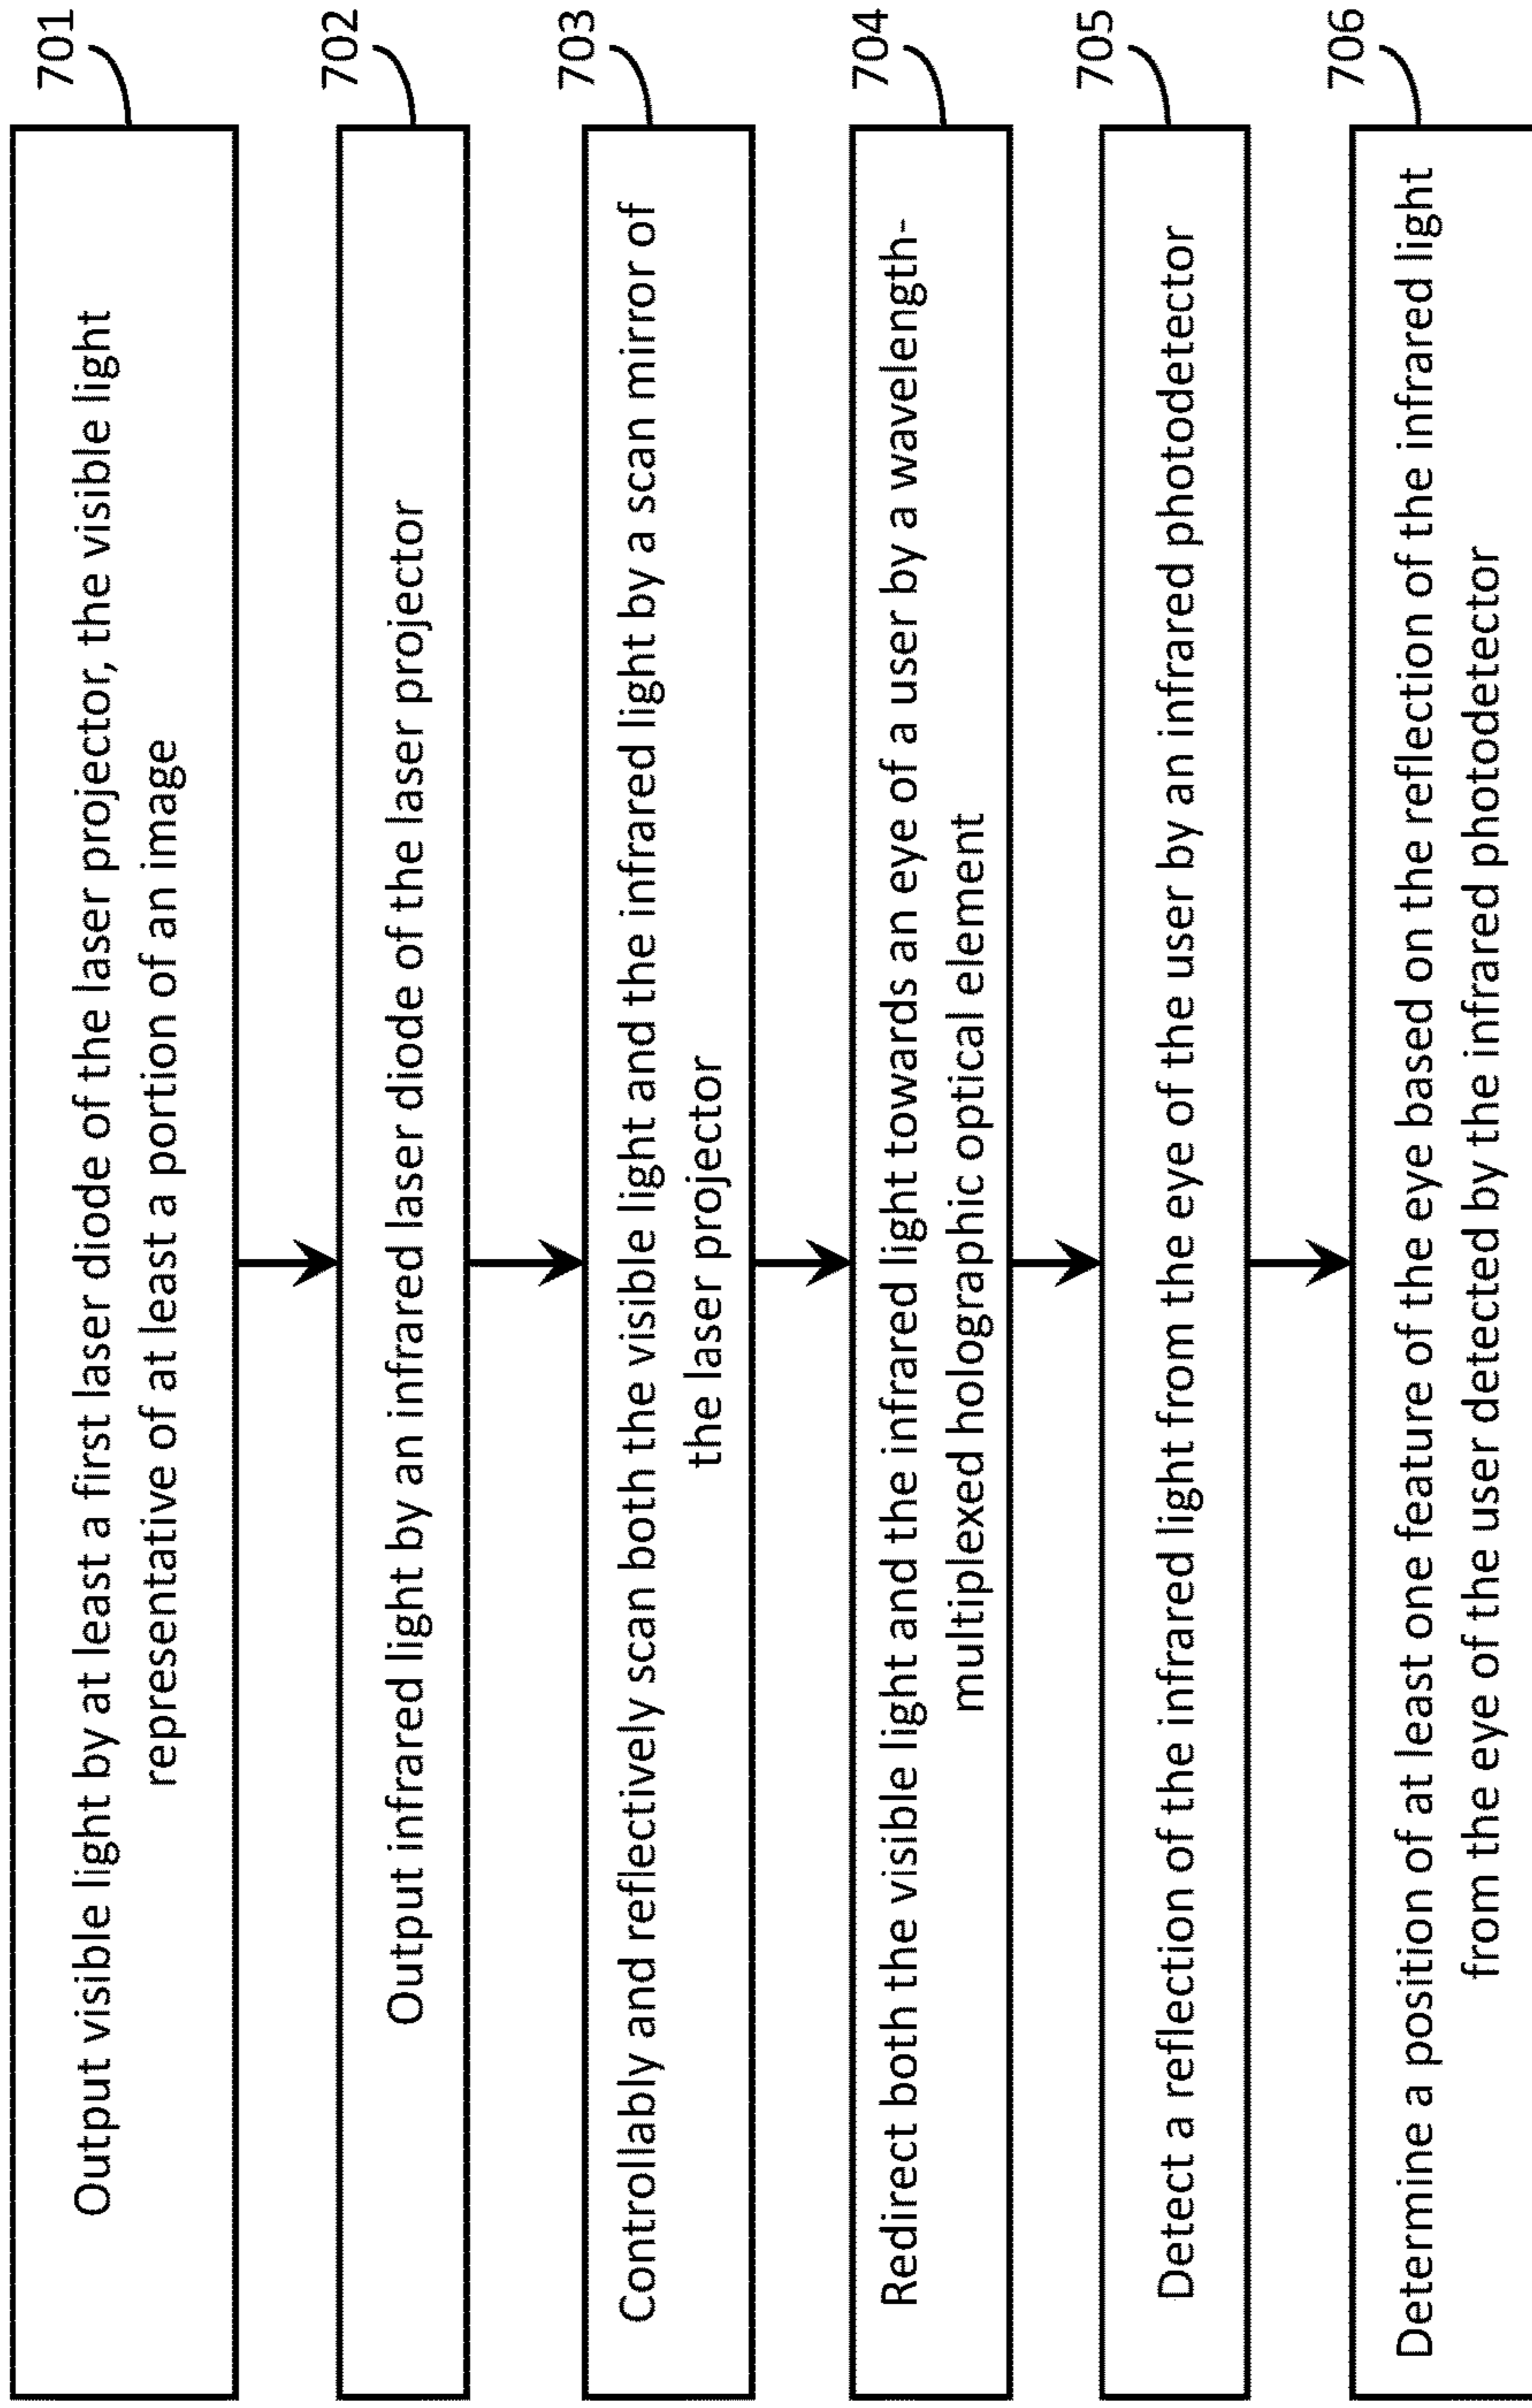 701
Output visible light by at least a first laser diode of the laser projector, the visible light
representative of at least a portion of an image
702
Output infrared light by an infrared laser diode of the laser projector
703
Controllably and reflectively scan both the visible light and the infrared light by a scan mirror of
the laser projector
704
Redirect both the visible light and the infrared light towards an eye of a user by a wavelength-
multiplexed holographic optical element
705
Detect a reflection of the infrared light from the eye of the user by an infrared photodetector
706
Determine a position of at least one feature of the eye based on the reflection of the infrared light
from the eye of the user detected by the infrared photodetector